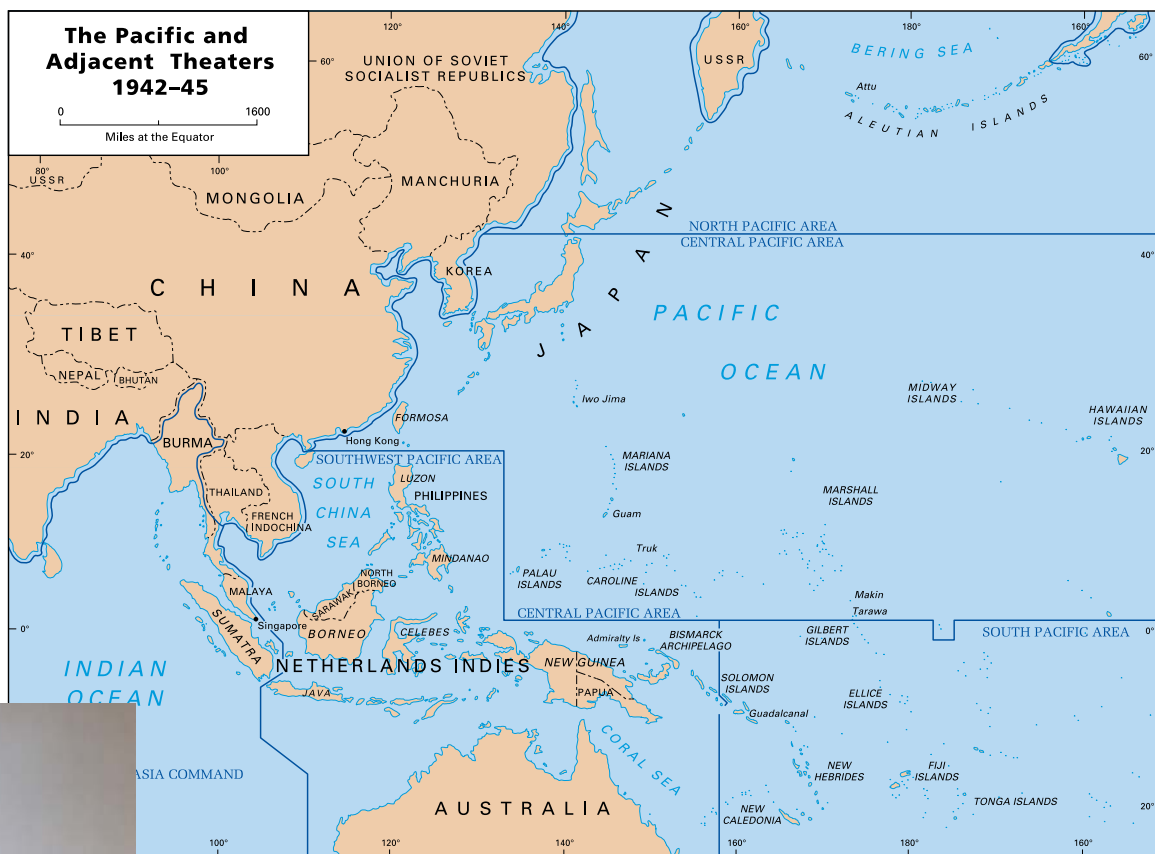 The Pacific and
Adjacent Theaters
1942–45
0 1600
Miles at the Equator
120° 140° 160° 180° 160°
60° 60°
UNION OF SOVIET
SOCIALIST REPUBLICS
USSR
BERING SEA
Attu
ALEUTIAN ISLANDS
80° 100°
USSR
MONGOLIA
MANCHURIA
NORTH PACIFIC AREA
CENTRAL PACIFIC AREA
40° 40°
KOREA
JAPAN
CHINA
PACIFIC
OCEAN
TIBET
NEPAL
BHUTAN
INDIA
BURMA
Iwo Jima
MIDWAY
ISLANDS
HAWAIIAN
ISLANDS
FORMOSA
Hong Kong
20° 20°
SOUTHWEST PACIFIC AREA
MARIANA
ISLANDS
LUZON
PHILIPPINES
SOUTH
CHINA
SEA
THAILAND
FRENCH
INDOCHINA
Guam
MARSHALL
ISLANDS
MINDANAO
Truk
PALAU
ISLANDS
CAROLINE
ISLANDS
NORTH
BORNEO
SARAWAK
MALAYA
Makin
Tarawa
CENTRAL PACIFIC AREA
Singapore
0° 0°
SUMATRA
BORNEO
CELEBES
Admiralty Is
BISMARCK
ARCHIPELAGO
GILBERT
ISLANDS
SOUTH PACIFIC AREA
INDIAN
OCEAN
NETHERLANDS INDIES
NEW GUINEA
PAPUA
JAVA
SOLOMON
ISLANDS
Guadalcanal
ELLICE
ISLANDS
CORAL SEA
ASIA COMMAND
AUSTRALIA
NEW
HEBRIDES
FIJI
ISLANDS
TONGA ISLANDS
NEW
CALEDONIA
20°
100° 120° 140° 160° 180° 160°